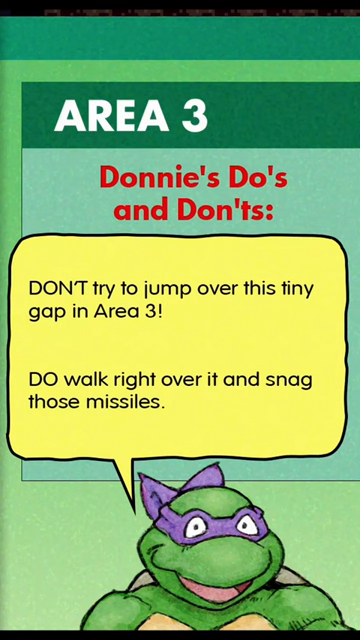 AREA 3
Donnie's Do's
and Don'ts:
DON'T try to jump over this tiny
gap in Area 3!
DO walk right over it and snag
those missiles.